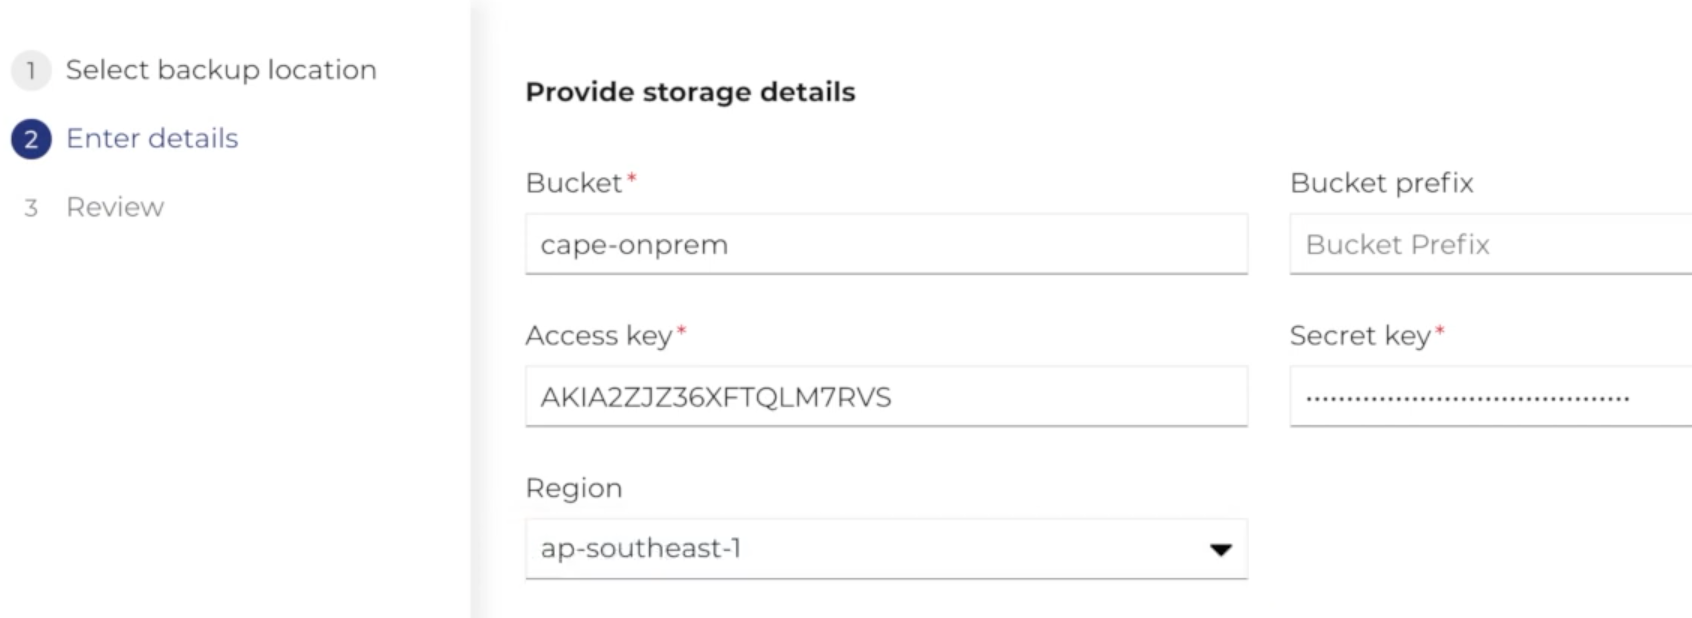 1 Select backup location
2 Enter details
3 Review
Provide storage details
Bucket*
cape-onprem
Bucket prefix
Bucket Prefix
Access key*
AKIA2ZJZ36XFTQLM7RVS
Secret key*
Region
ap-southeast-1